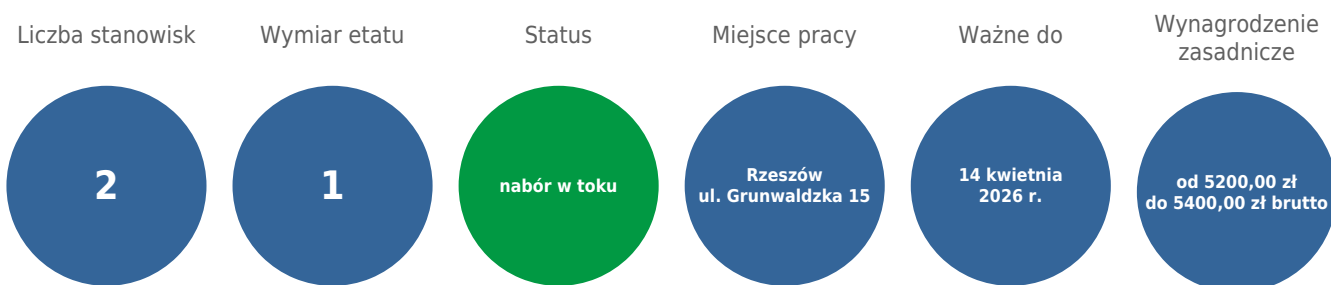 Liczba stanowisk
2
Wymiar etatu
1
Status
nabór w toku
Miejsce pracy
Rzeszów
ul. Grunwaldzka 15
Ważne do
14 kwietnia
2026 r.
Wynagrodzenie
zasadnicze
od 5200,00 zł
do 5400,00 zł brutto